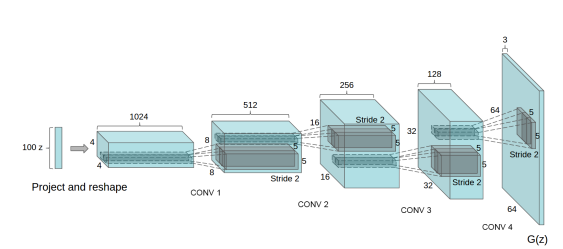 3
128
256
512
1024
64
16
Stride 2
5
5
32
8
5
5
4
100 z
4
8
5
5
Stride 2
16
5
5
Stride 2
32
5
5
Stride 2
64
Project and reshape
CONV 1
CONV 2
CONV 3
CONV 4
G(z)